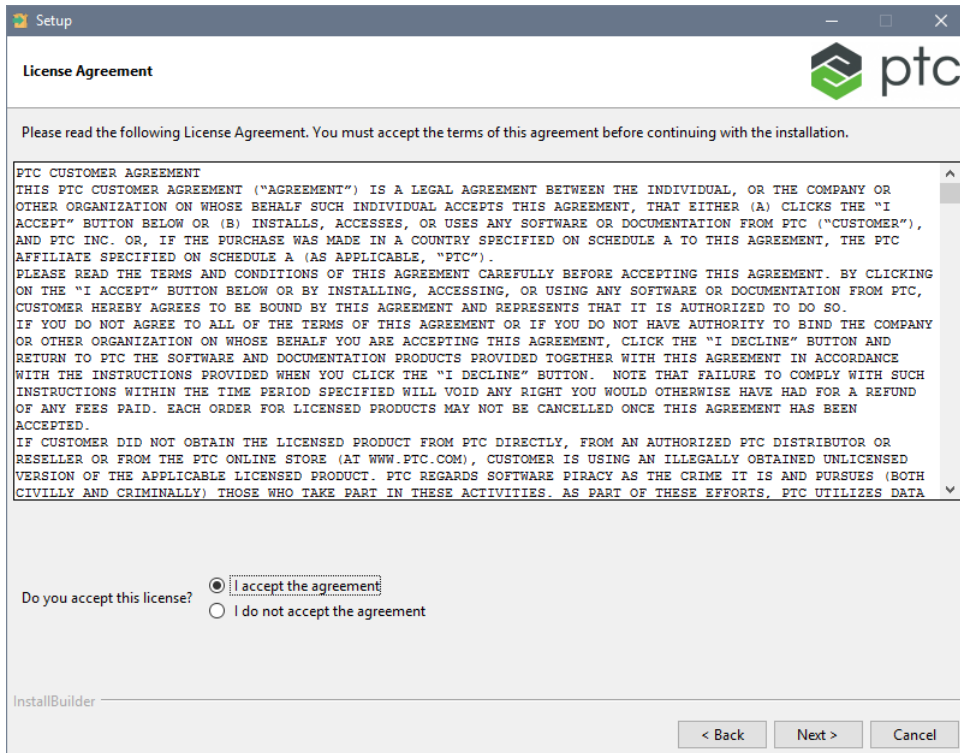 Setup
License Agreement
ptc
Please read the following License Agreement. You must accept the terms of this agreement before continuing with the installation.
PTC CUSTOMER AGREEMENT
THIS PTC CUSTOMER AGREEMENT (“AGREEMENT”) IS A LEGAL AGREEMENT BETWEEN THE INDIVIDUAL, OR THE COMPANY OR
OTHER ORGANIZATION ON WHOSE BEHALF SUCH INDIVIDUAL ACCEPTS THIS AGREEMENT, THAT EITHER (A) CLICKS THE “I
ACCEPT” BUTTON BELOW OR (B) INSTALLS, ACCESSES, OR USES ANY SOFTWARE OR DOCUMENTATION FROM PTC (“CUSTOMER”),
AND PTC INC. OR, IF THE PURCHASE WAS MADE IN A COUNTRY SPECIFIED ON SCHEDULE A TO THIS AGREEMENT, THE PTC
AFFILIATE SPECIFIED ON SCHEDULE A (AS APPLICABLE, “PTC”).
PLEASE READ THE TERMS AND CONDITIONS OF THIS AGREEMENT CAREFULLY BEFORE ACCEPTING THIS AGREEMENT. BY CLICKING
ON THE “I ACCEPT” BUTTON BELOW OR BY INSTALLING, ACCESSING, OR USING ANY SOFTWARE OR DOCUMENTATION FROM PTC,
CUSTOMER HEREBY AGREES TO BE BOUND BY THIS AGREEMENT AND REPRESENTS THAT IT IS AUTHORIZED TO DO SO.
IF YOU DO NOT AGREE TO ALL OF THE TERMS OF THIS AGREEMENT OR IF YOU DO NOT HAVE AUTHORITY TO BIND THE COMPANY
OR OTHER ORGANIZATION ON WHOSE BEHALF YOU ARE ACCEPTING THIS AGREEMENT, CLICK THE “I DECLINE” BUTTON AND
RETURN TO PTC THE SOFTWARE AND DOCUMENTATION PRODUCTS PROVIDED TOGETHER WITH THIS AGREEMENT IN ACCORDANCE
WITH THE INSTRUCTIONS PROVIDED WHEN YOU CLICK THE “I DECLINE” BUTTON.  NOTE THAT FAILURE TO COMPLY WITH SUCH
INSTRUCTIONS WITHIN THE TIME PERIOD SPECIFIED WILL VOID ANY RIGHT YOU WOULD OTHERWISE HAVE HAD FOR A REFUND
OF ANY FEES PAID. EACH ORDER FOR LICENSED PRODUCTS MAY NOT BE CANCELLED ONCE THIS AGREEMENT HAS BEEN
ACCEPTED.
IF CUSTOMER DID NOT OBTAIN THE LICENSED PRODUCT FROM PTC DIRECTLY, FROM AN AUTHORIZED PTC DISTRIBUTOR OR
RESELLER OR FROM THE PTC ONLINE STORE (AT WWW.PTC.COM), CUSTOMER IS USING AN ILLEGALLY OBTAINED UNLICENSED
VERSION OF THE APPLICABLE LICENSED PRODUCT. PTC REGARDS SOFTWARE PIRACY AS THE CRIME IT IS AND PURSUES (BOTH
CIVILLY AND CRIMINALLY) THOSE WHO TAKE PART IN THESE ACTIVITIES. AS PART OF THESE EFFORTS, PTC UTILIZES DATA
Do you accept this license?
I accept the agreement
I do not accept the agreement
InstallBuilder
< Back
Next >
Cancel